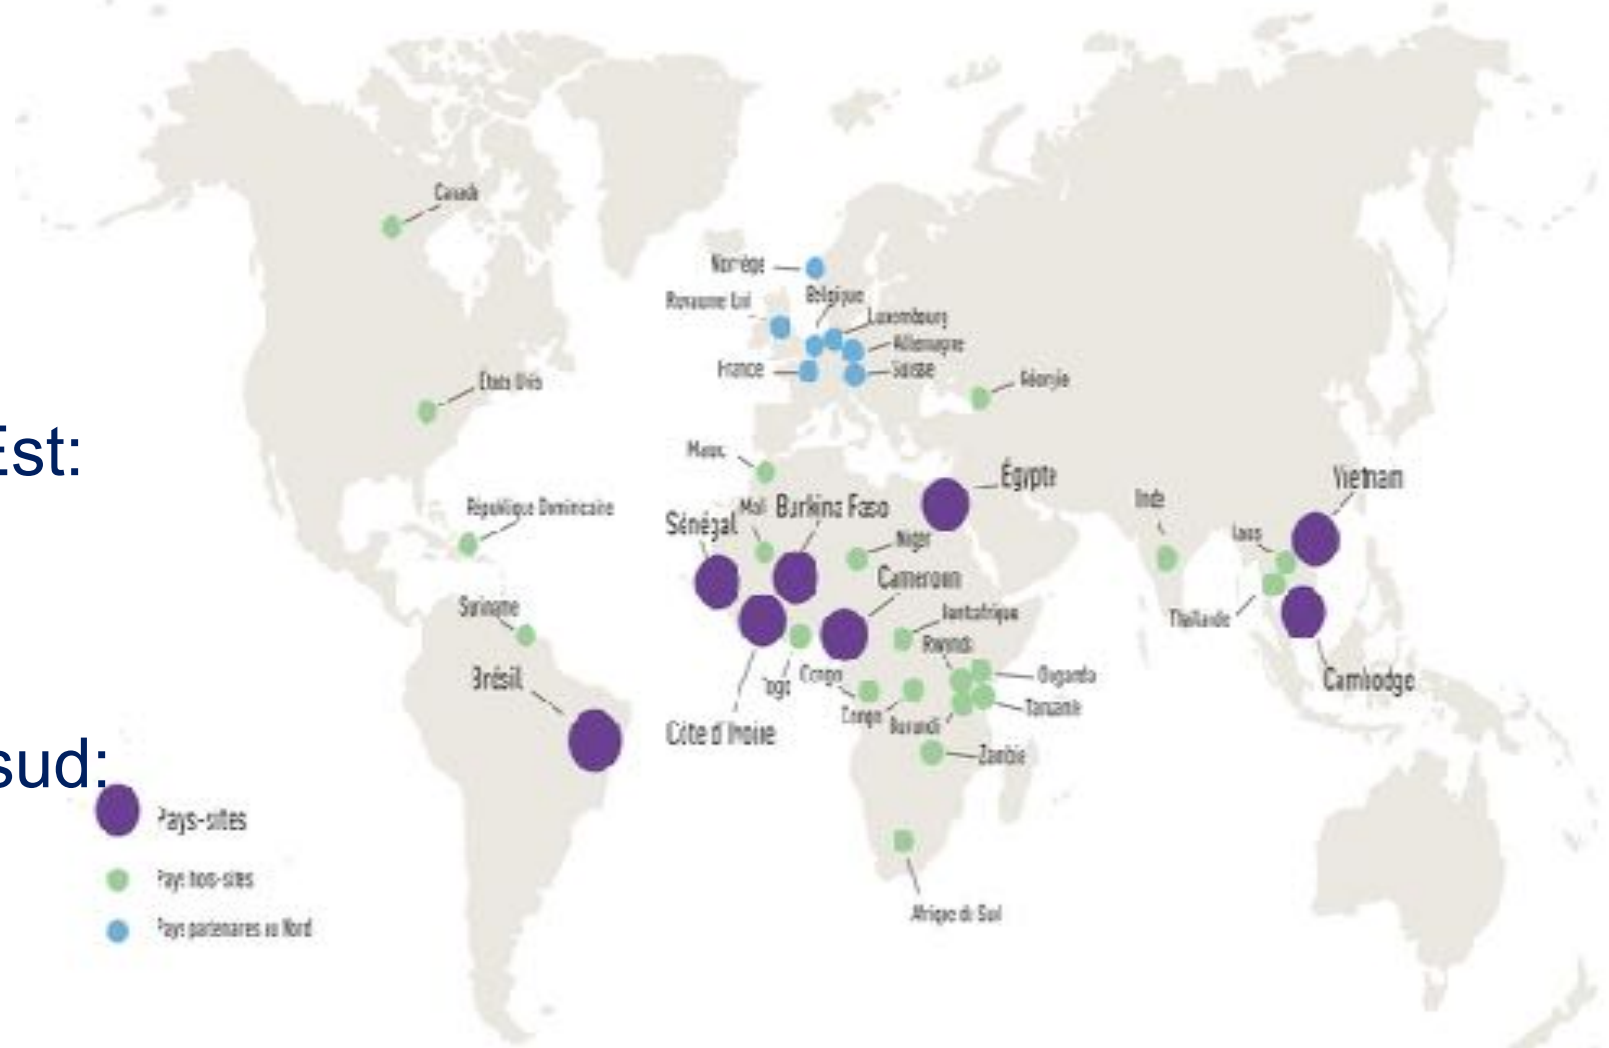 Canada
Norvège
Belgique
Royaume Uni
Luxembourg
Allemagne
France
Suisse
États Unis
Géorgie
Est:
Maroc
Égypte
Vietnam
Inde
République Dominicaine
Mali
Burkina Faso
Sénégal
Niger
Laos
Cameroun
Suriname
Centrafrique
Thaïlande
Rwanda
Brésil
Togo
Congo
Ouganda
Cambodge
Congo
Burundi
Tanzanie
Côte d'Ivoire
Zambie
sud:
Pays-sites
Pays hors-sites
Afrique du Sud
Pays partenaires au Nord